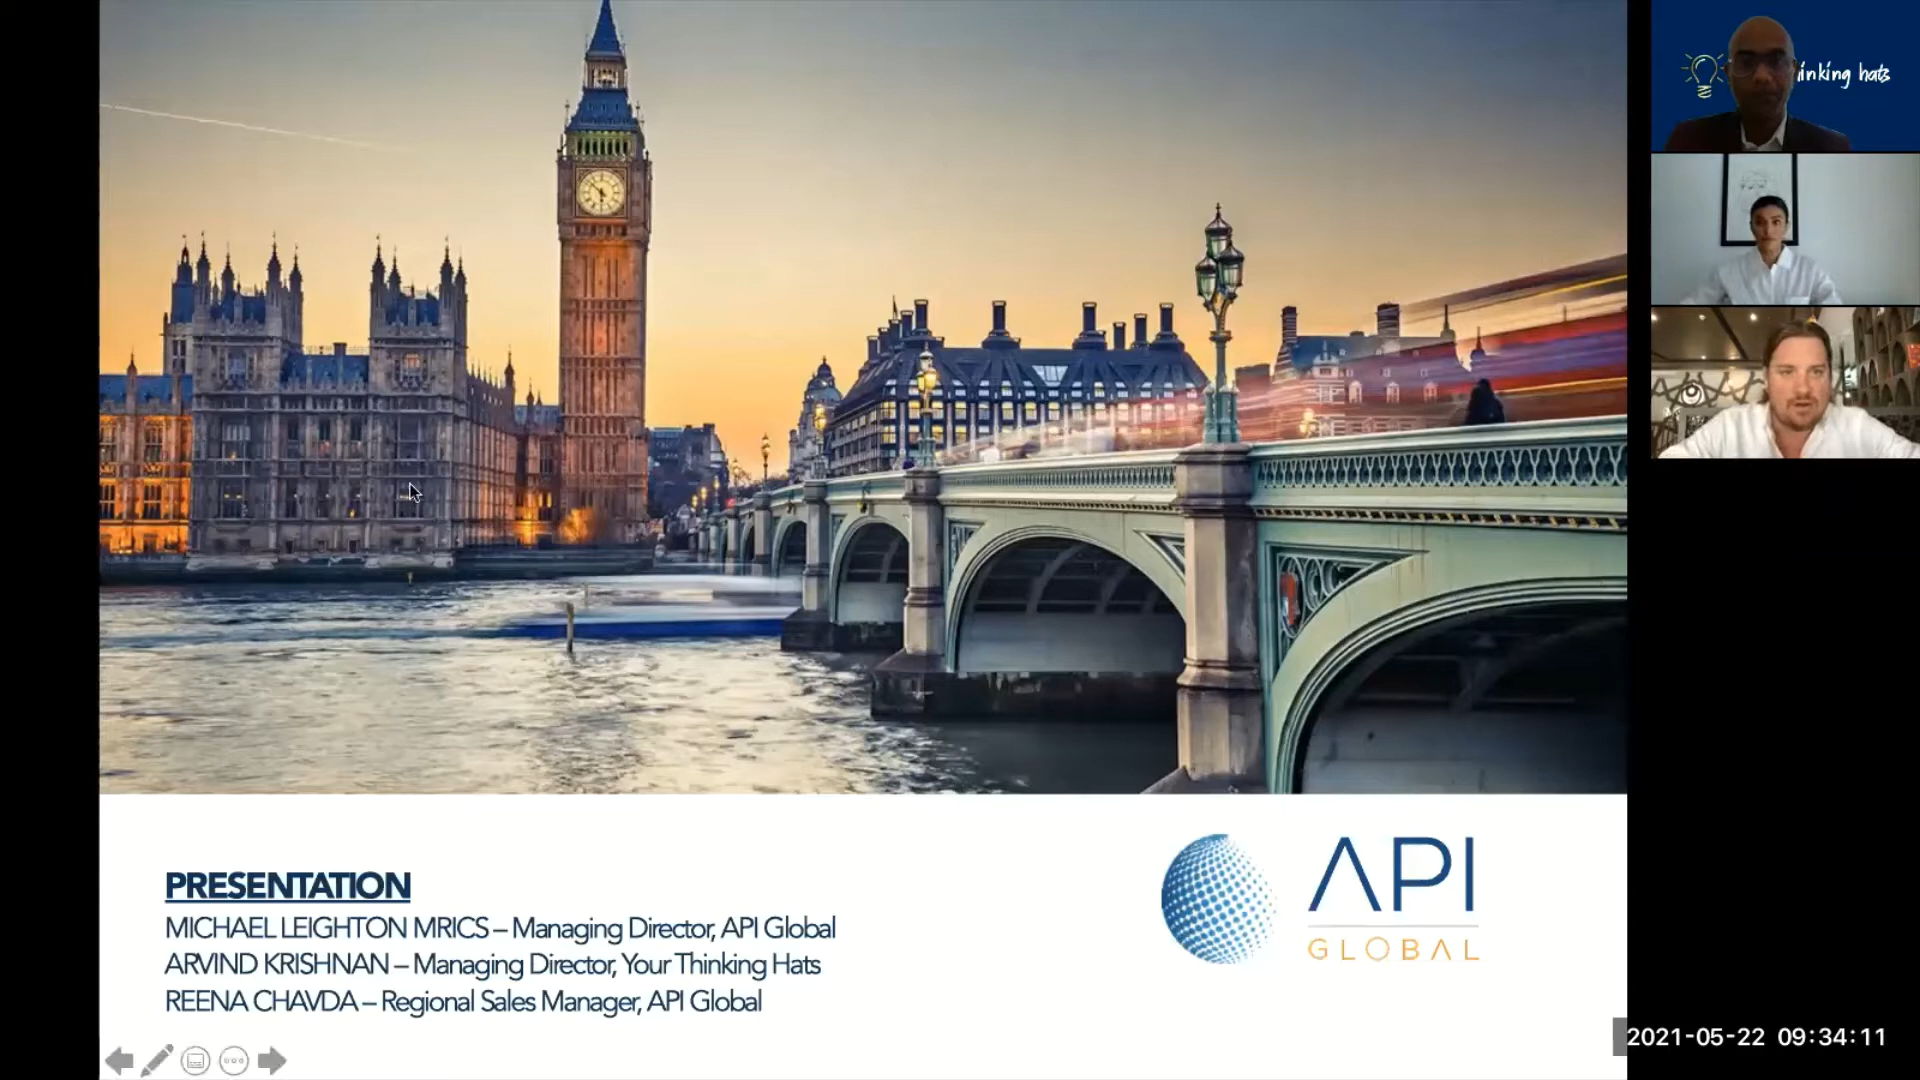 inking hats
PRESENTATION
MICHAEL LEIGHTON MRICS – Managing Director, API Global
ARVIND KRISHNAN – Managing Director, Your Thinking Hats
REENA CHAVDA – Regional Sales Manager, API Global
API
GLOBAL
2021-05-22 09:34:11